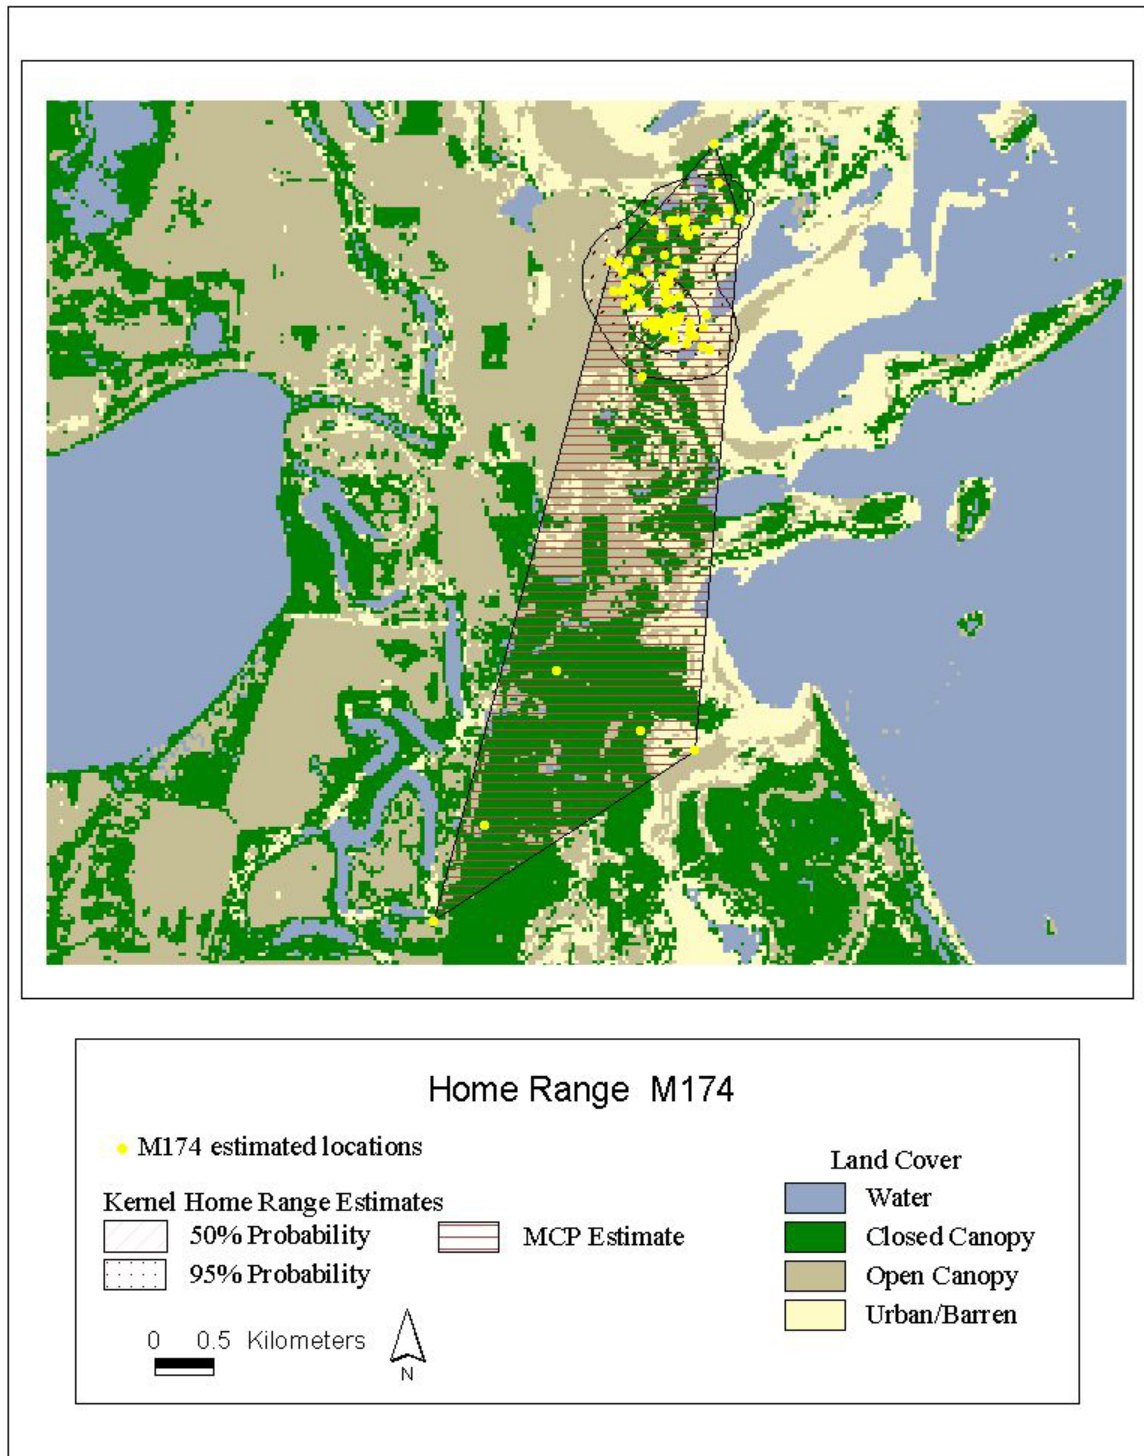 Home Range M174
M174 estimated locations
Kernel Home Range Estimates
50% Probability
95% Probability
MCP Estimate
0 0.5 Kilometers
N
Land Cover
Water
Closed Canopy
Open Canopy
Urban/Barren